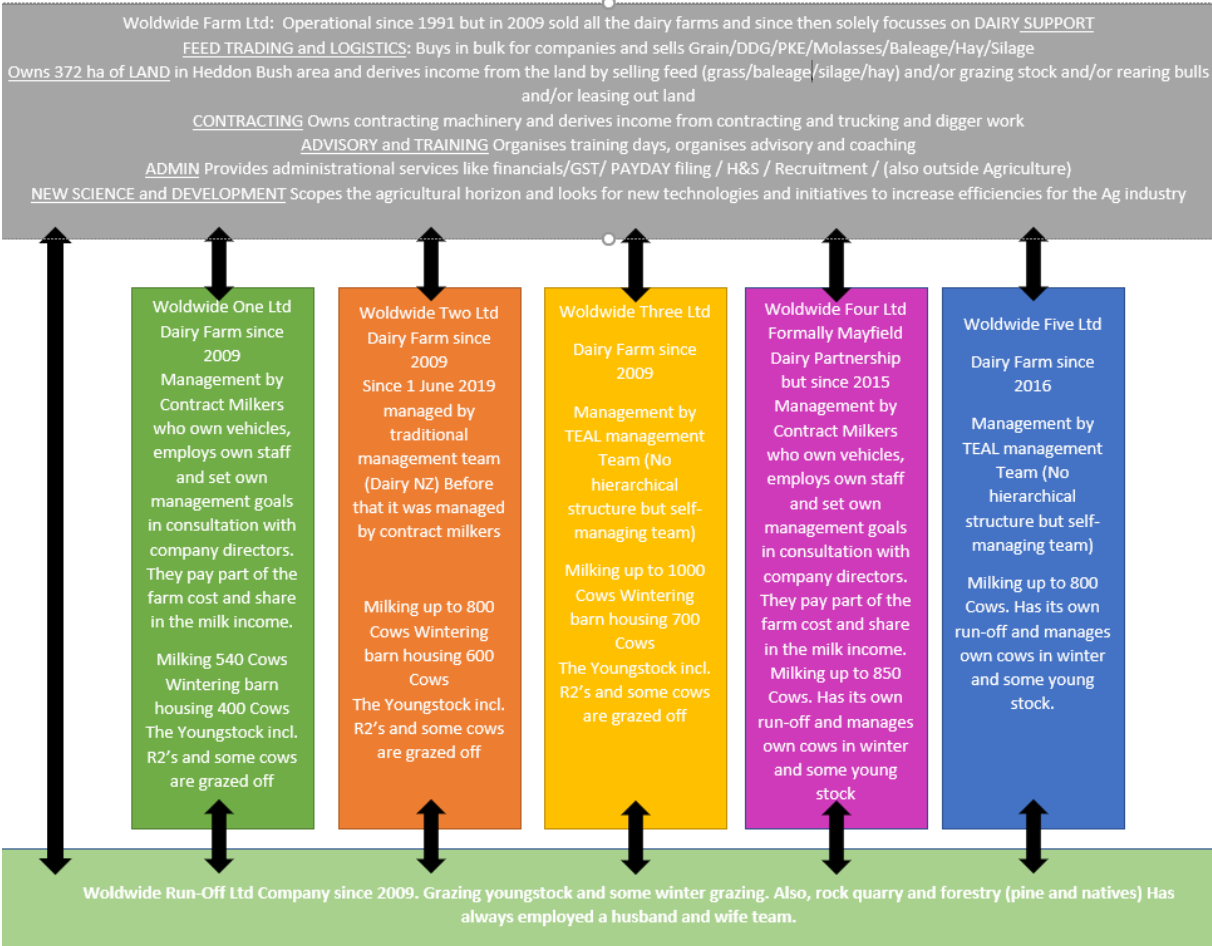 Woldwide Farm Ltd:  Operational since 1991 but in 2009 sold all the dairy farms and since then solely focusses on DAIRY SUPPORT
FEED TRADING and LOGISTICS: Buys in bulk for companies and sells Grain/DDG/PKE/Molasses/Baleage/Hay/Silage
Owns 372 ha of LAND in Heddon Bush area and derives income from the land by selling feed (grass/baleage/silage/hay) and/or grazing stock and/or rearing bulls
and/or leasing out land
CONTRACTING Owns contracting machinery and derives income from contracting and trucking and digger work
ADVISORY and TRAINING Organises training days, organises advisory and coaching
ADMIN Provides administrational services like financials/GST/ PAYDAY filing / H&S / Recruitment / (also outside Agriculture)
NEW SCIENCE and DEVELOPMENT Scopes the agricultural horizon and looks for new technologies and initiatives to increase efficiencies for the Ag industry
Woldwide One Ltd
Dairy Farm since
2009
Management by
Contract Milkers
who own vehicles,
employs own staff
and set own
management goals
in consultation with
company directors.
They pay part of the
farm cost and share
in the milk income.
Milking 540 Cows
Wintering barn
housing 400 Cows
The Youngstock incl.
R2's and some cows
are grazed off
Woldwide Two Ltd
Dairy Farm since
2009
Since 1 June 2019
managed by
traditional
management team
(Dairy NZ) Before
that it was managed
by contract milkers
Milking up to 800
Cows Wintering
barn housing 600
Cows
The Youngstock incl.
R2's and some cows
are grazed off
Woldwide Three Ltd
Dairy Farm since
2009
Management by
TEAL management
Team (No
hierarchical
structure but self-
managing team)
Milking up to 1000
Cows Wintering
barn housing 700
Cows
The Youngstock incl.
R2's and some cows
are grazed off
Woldwide Four Ltd
Formally Mayfield
Dairy Partnership
but since 2015
Management by
Contract Milkers
who own vehicles,
employs own staff
and set own
management goals
in consultation with
company directors.
They pay part of the
farm cost and share
in the milk income.
Milking up to 850
Cows. Has its own
run-off and manages
own cows in winter
and some young
stock
Woldwide Five Ltd
Dairy Farm since
2016
Management by
TEAL management
Team (No
hierarchical
structure but self-
managing team)
Milking up to 800
Cows. Has its own
run-off and manages
own cows in winter
and some young
stock.
Woldwide Run-Off Ltd Company since 2009. Grazing youngstock and some winter grazing. Also, rock quarry and forestry (pine and natives) Has
always employed a husband and wife team.